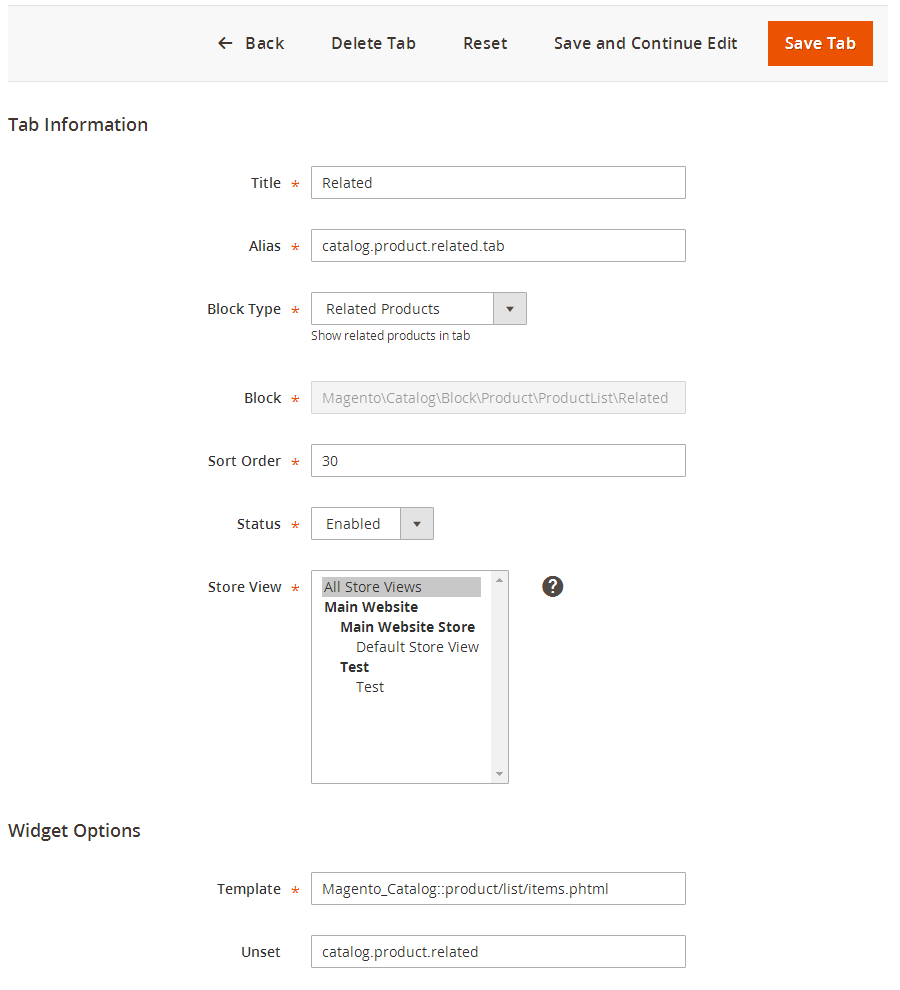 ← Back Delete Tab Reset Save and Continue Edit Save Tab
Tab Information
Title * Related
Alias * catalog.product.related.tab
Block Type * Related Products
Show related products in tab
Block * Magento\Catalog\Block\Product\ProductList\Related
Sort Order * 30
Status * Enabled
Store View * All Store Views ?
Main Website
Main Website Store
Default Store View
Test
Test
Widget Options
Template * Magento_Catalog::product/list/items.phtml
Unset catalog.product.related